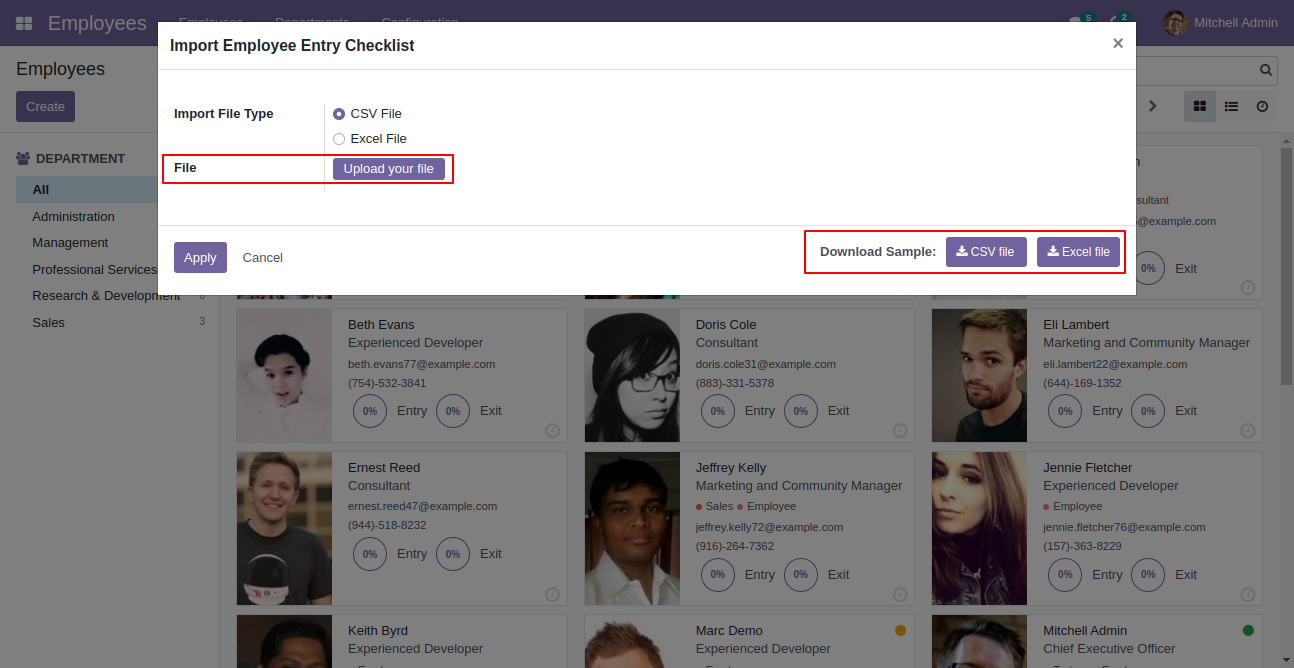 Employees
Employees Departments Configuration
5
2
Mitchell Admin
Import Employee Entry Checklist
×
Employees
Create
Import File Type
CSV File
Excel File
File
Upload your file
Apply
Cancel
Download Sample:
CSV file
Excel file
DEPARTMENT
All
Administration
Management
Professional Services
Research & Development
Sales 3
@example.com
0% Exit
Beth Evans
Experienced Developer
beth.evans77@example.com
(754)-532-3841
0% Entry 0% Exit
Doris Cole
Consultant
doris.cole31@example.com
(883)-331-5378
0% Entry 0% Exit
Eli Lambert
Marketing and Community Manager
eli.lambert22@example.com
(644)-169-1352
0% Entry 0% Exit
Ernest Reed
Consultant
ernest.reed47@example.com
(944)-518-8232
0% Entry 0% Exit
Jeffrey Kelly
Marketing and Community Manager
Sales Employee
jeffrey.kelly72@example.com
(916)-264-7362
0% Entry 0% Exit
Jennie Fletcher
Experienced Developer
Employee
jennie.fletcher76@example.com
(157)-363-8229
0% Entry 0% Exit
Keith Byrd
Experienced Developer
Marc Demo
Experienced Developer
Mitchell Admin
Chief Executive Officer